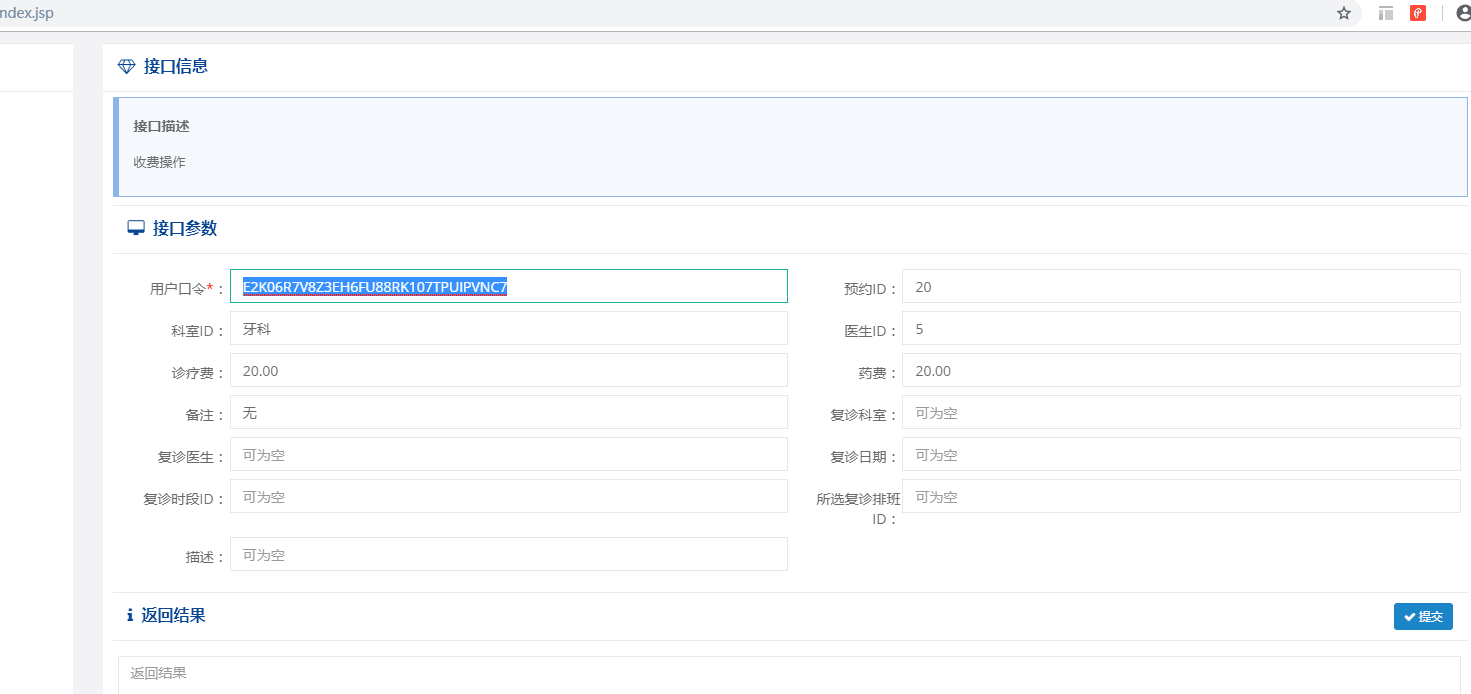 ndex.jsp
接口信息
接口描述
收费操作
接口参数
用户口令*： E2K06R7V8Z3EH6FU88RK107TPUIPVNC7 预约ID： 20
科室ID： 牙科 医生ID： 5
诊疗费： 20.00 药费： 20.00
备注： 无 复诊科室： 可为空
复诊医生： 可为空 复诊日期： 可为空
复诊时段ID： 可为空 所选复诊排班 可为空
ID：
描述： 可为空
返回结果 提交
返回结果